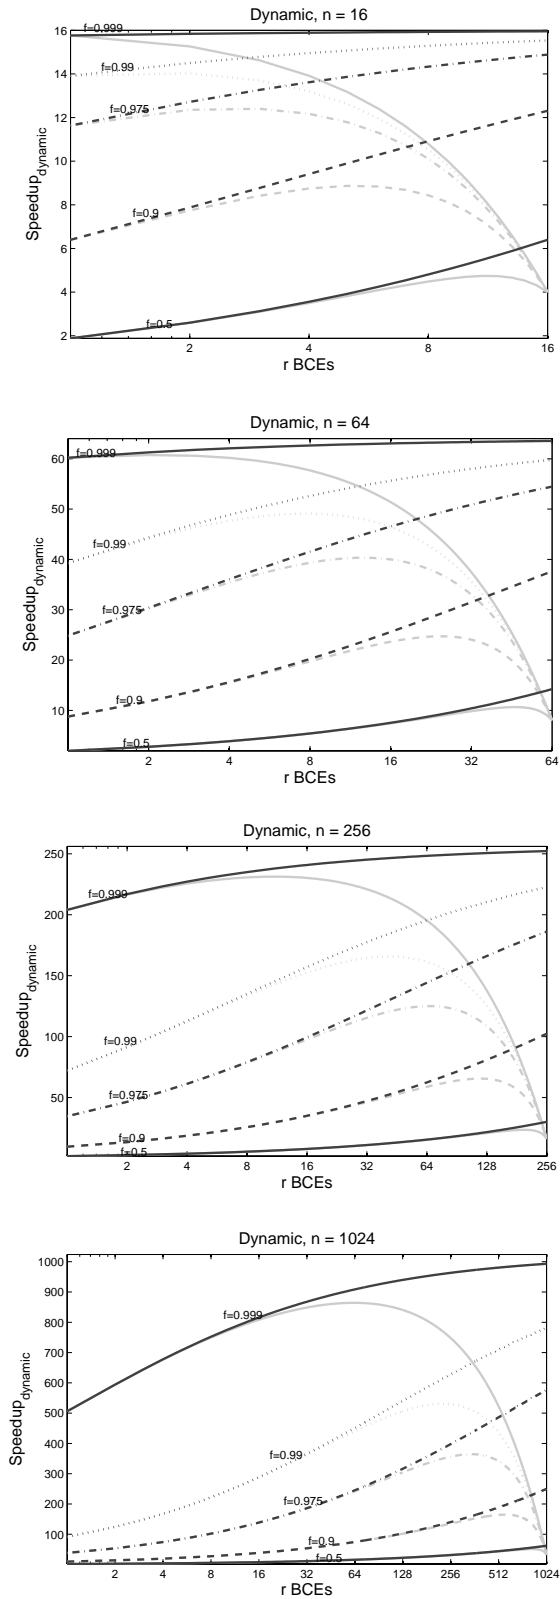 Dynamic, n = 16
16
14
12
10
8
6
4
2
f=0.999
f=0.99
f=0.975
f=0.9
f=0.5
Speedup_dynamic
2 4 8 16
r BCEs
Dynamic, n = 64
60
50
40
30
20
10
f=0.999
f=0.99
f=0.975
f=0.9
f=0.5
Speedup_dynamic
2 4 8 16 32 64
r BCEs
Dynamic, n = 256
250
200
150
100
50
f=0.999
f=0.99
f=0.975
f=0.9
f=0.5
Speedup_dynamic
2 4 8 16 32 64 128 256
r BCEs
Dynamic, n = 1024
1000
900
800
700
600
500
400
300
200
100
f=0.999
f=0.99
f=0.975
f=0.9
f=0.5
Speedup_dynamic
2 4 8 16 32 64 128 256 512 1024
r BCEs